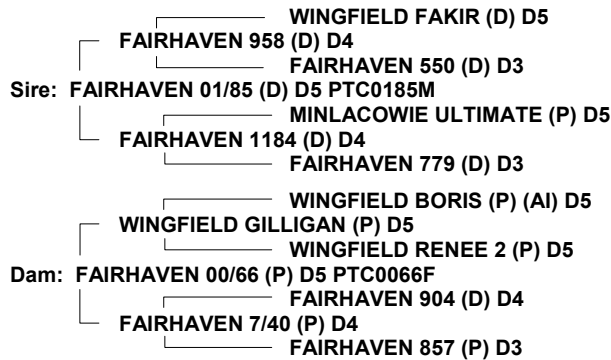 WINGFIELD FAKIR (D) D5
FAIRHAVEN 958 (D) D4
FAIRHAVEN 550 (D) D3
Sire: FAIRHAVEN 01/85 (D) D5 PTC0185M
MINLACOWIE ULTIMATE (P) D5
FAIRHAVEN 1184 (D) D4
FAIRHAVEN 779 (D) D3
WINGFIELD BORIS (P) (AI) D5
WINGFIELD GILLIGAN (P) D5
WINGFIELD RENEE 2 (P) D5
Dam: FAIRHAVEN 00/66 (P) D5 PTC0066F
FAIRHAVEN 904 (D) D4
FAIRHAVEN 7/40 (P) D4
FAIRHAVEN 857 (P) D3